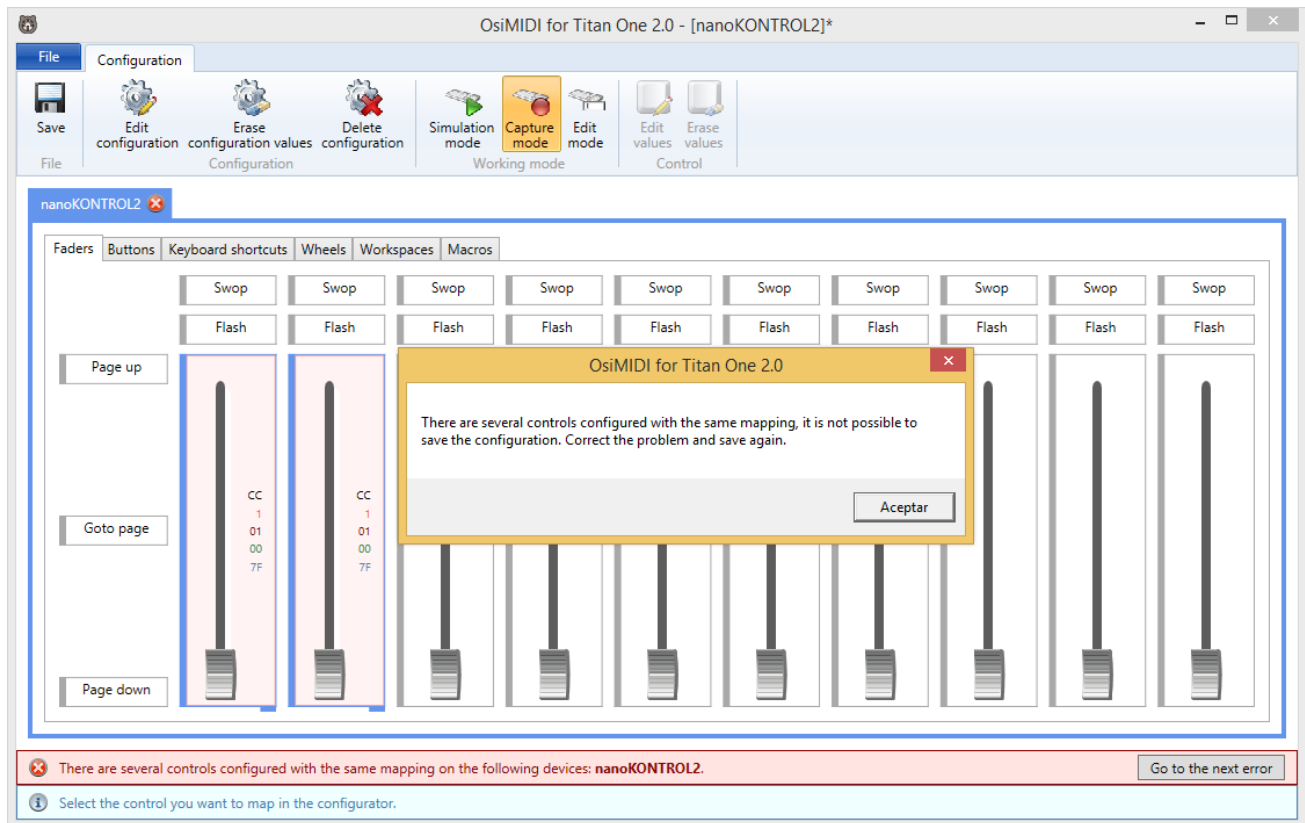 OsiMIDI for Titan One 2.0 - [nanoKONTROL2]*
File Configuration
Save Edit configuration Erase configuration values Delete configuration Simulation mode Capture mode Edit mode Edit values Erase values
File Configuration Working mode Control
nanoKONTROL2
Faders Buttons Keyboard shortcuts Wheels Workspaces Macros
Swop Swop Swop Swop Swop Swop Swop Swop Swop Swop
Flash Flash Flash Flash Flash Flash Flash Flash Flash Flash
Page up
OsiMIDI for Titan One 2.0
There are several controls configured with the same mapping, it is not possible to
save the configuration. Correct the problem and save again.
Aceptar
CC CC
1 1
Goto page 01 01
00 00
7F 7F
Page down
There are several controls configured with the same mapping on the following devices: nanoKONTROL2. Go to the next error
Select the control you want to map in the configurator.